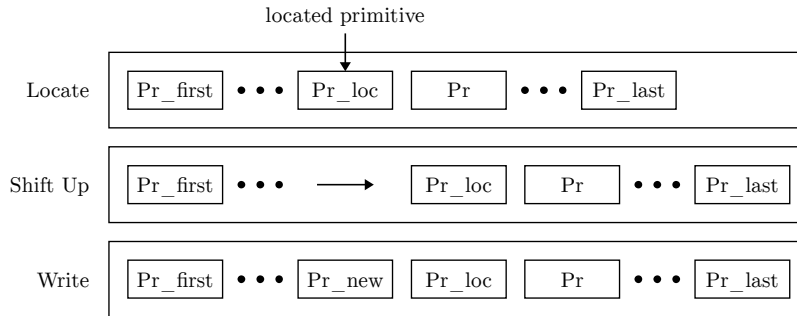 located primitive
Locate Pr_first ••• Pr_loc Pr ••• Pr_last
Shift Up Pr_first ••• Pr_loc Pr ••• Pr_last
Write Pr_first ••• Pr_new Pr_loc Pr ••• Pr_last